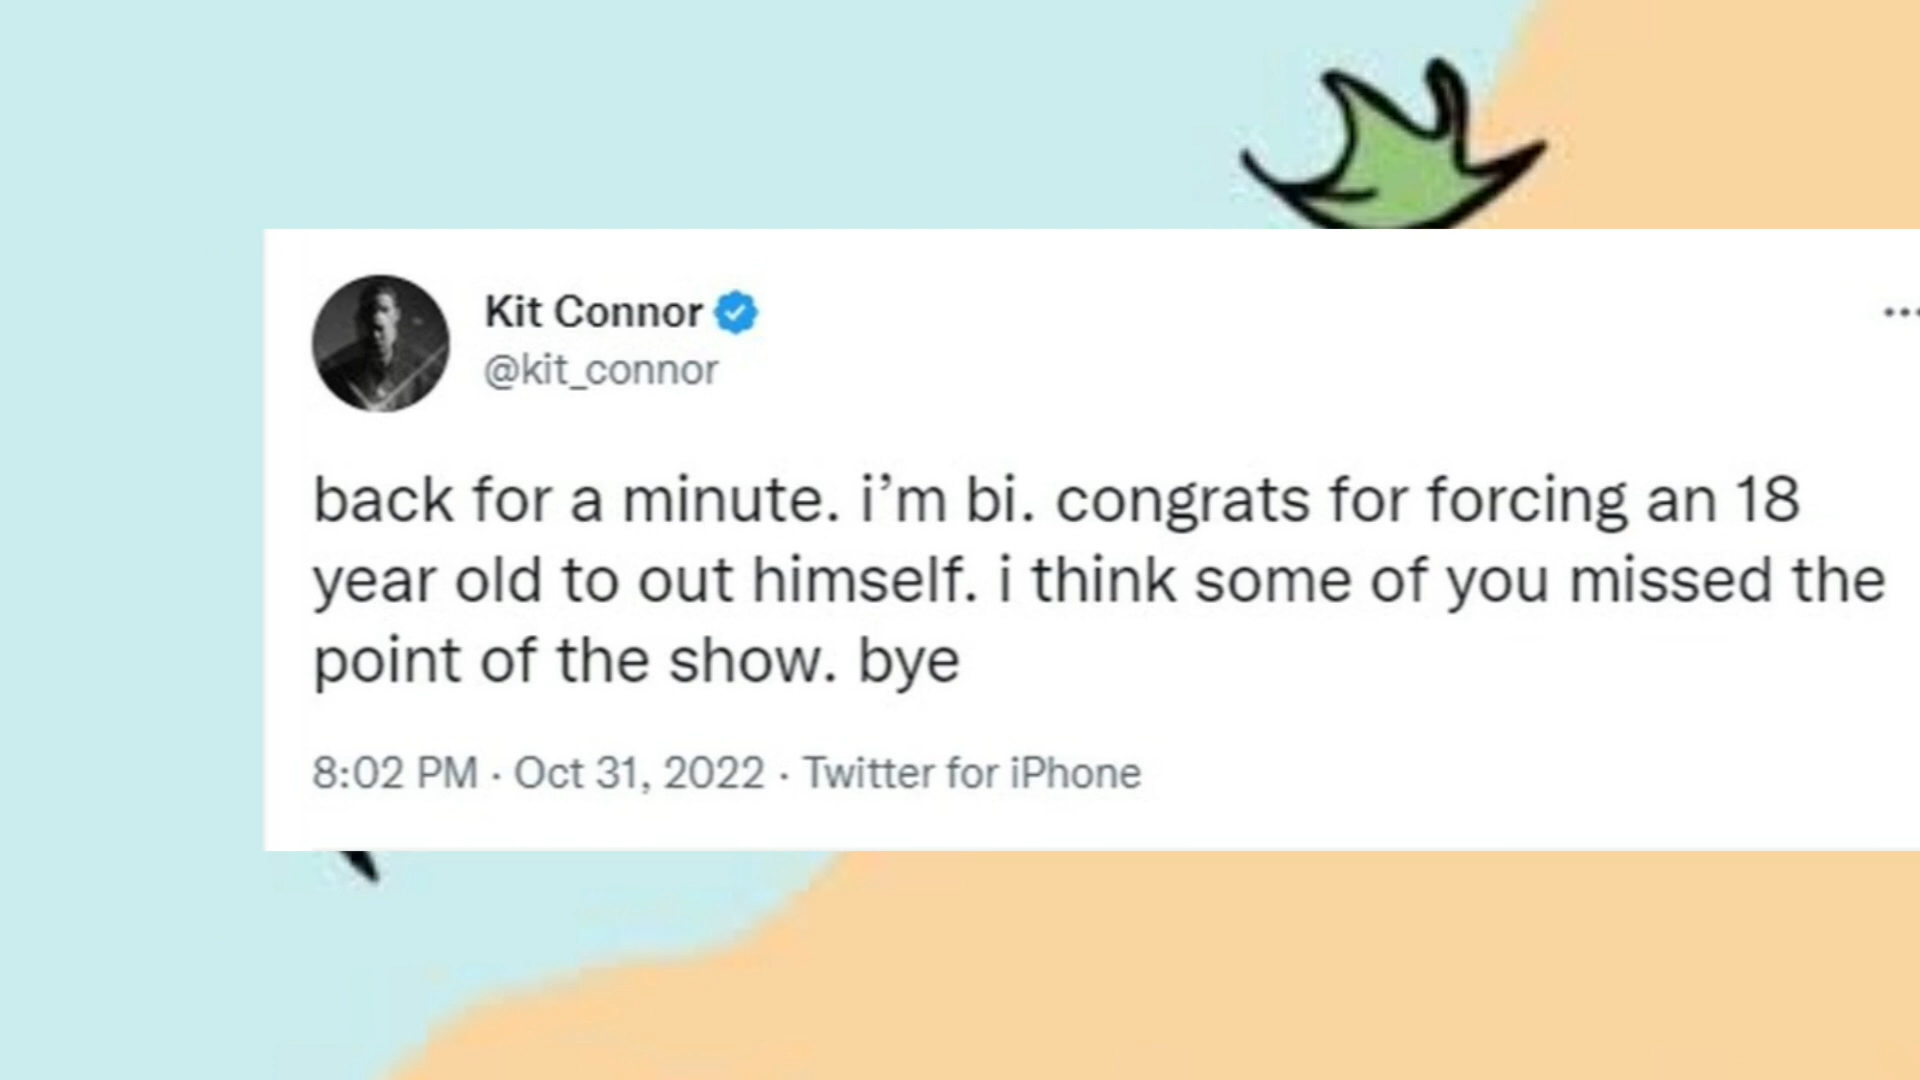 Kit Connor
@kit_connor
back for a minute. i’m bi. congrats for forcing an 18
year old to out himself. i think some of you missed the
point of the show. bye
8:02 PM · Oct 31, 2022 · Twitter for iPhone